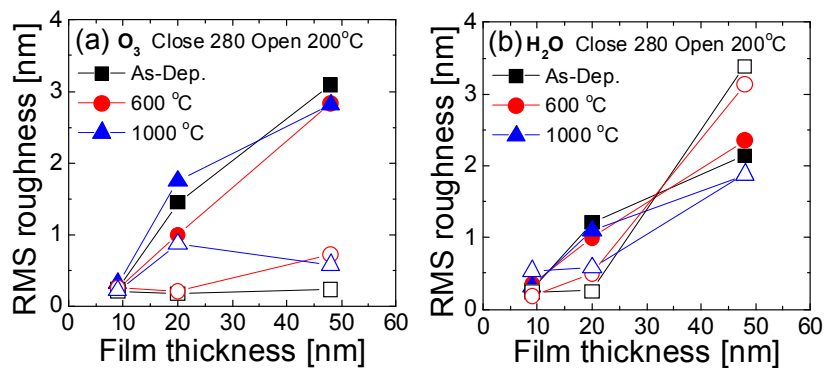 (a) O3 Close 280 Open 200°C
As-Dep.
600 °C
1000 °C
RMS roughness [nm]
4
3
2
1
0
0 10 20 30 40 50 60
Film thickness [nm]
(b) H2O Close 280 Open 200°C
As-Dep.
600 °C
1000 °C
RMS roughness [nm]
4
3
2
1
0
0 10 20 30 40 50 60
Film thickness [nm]